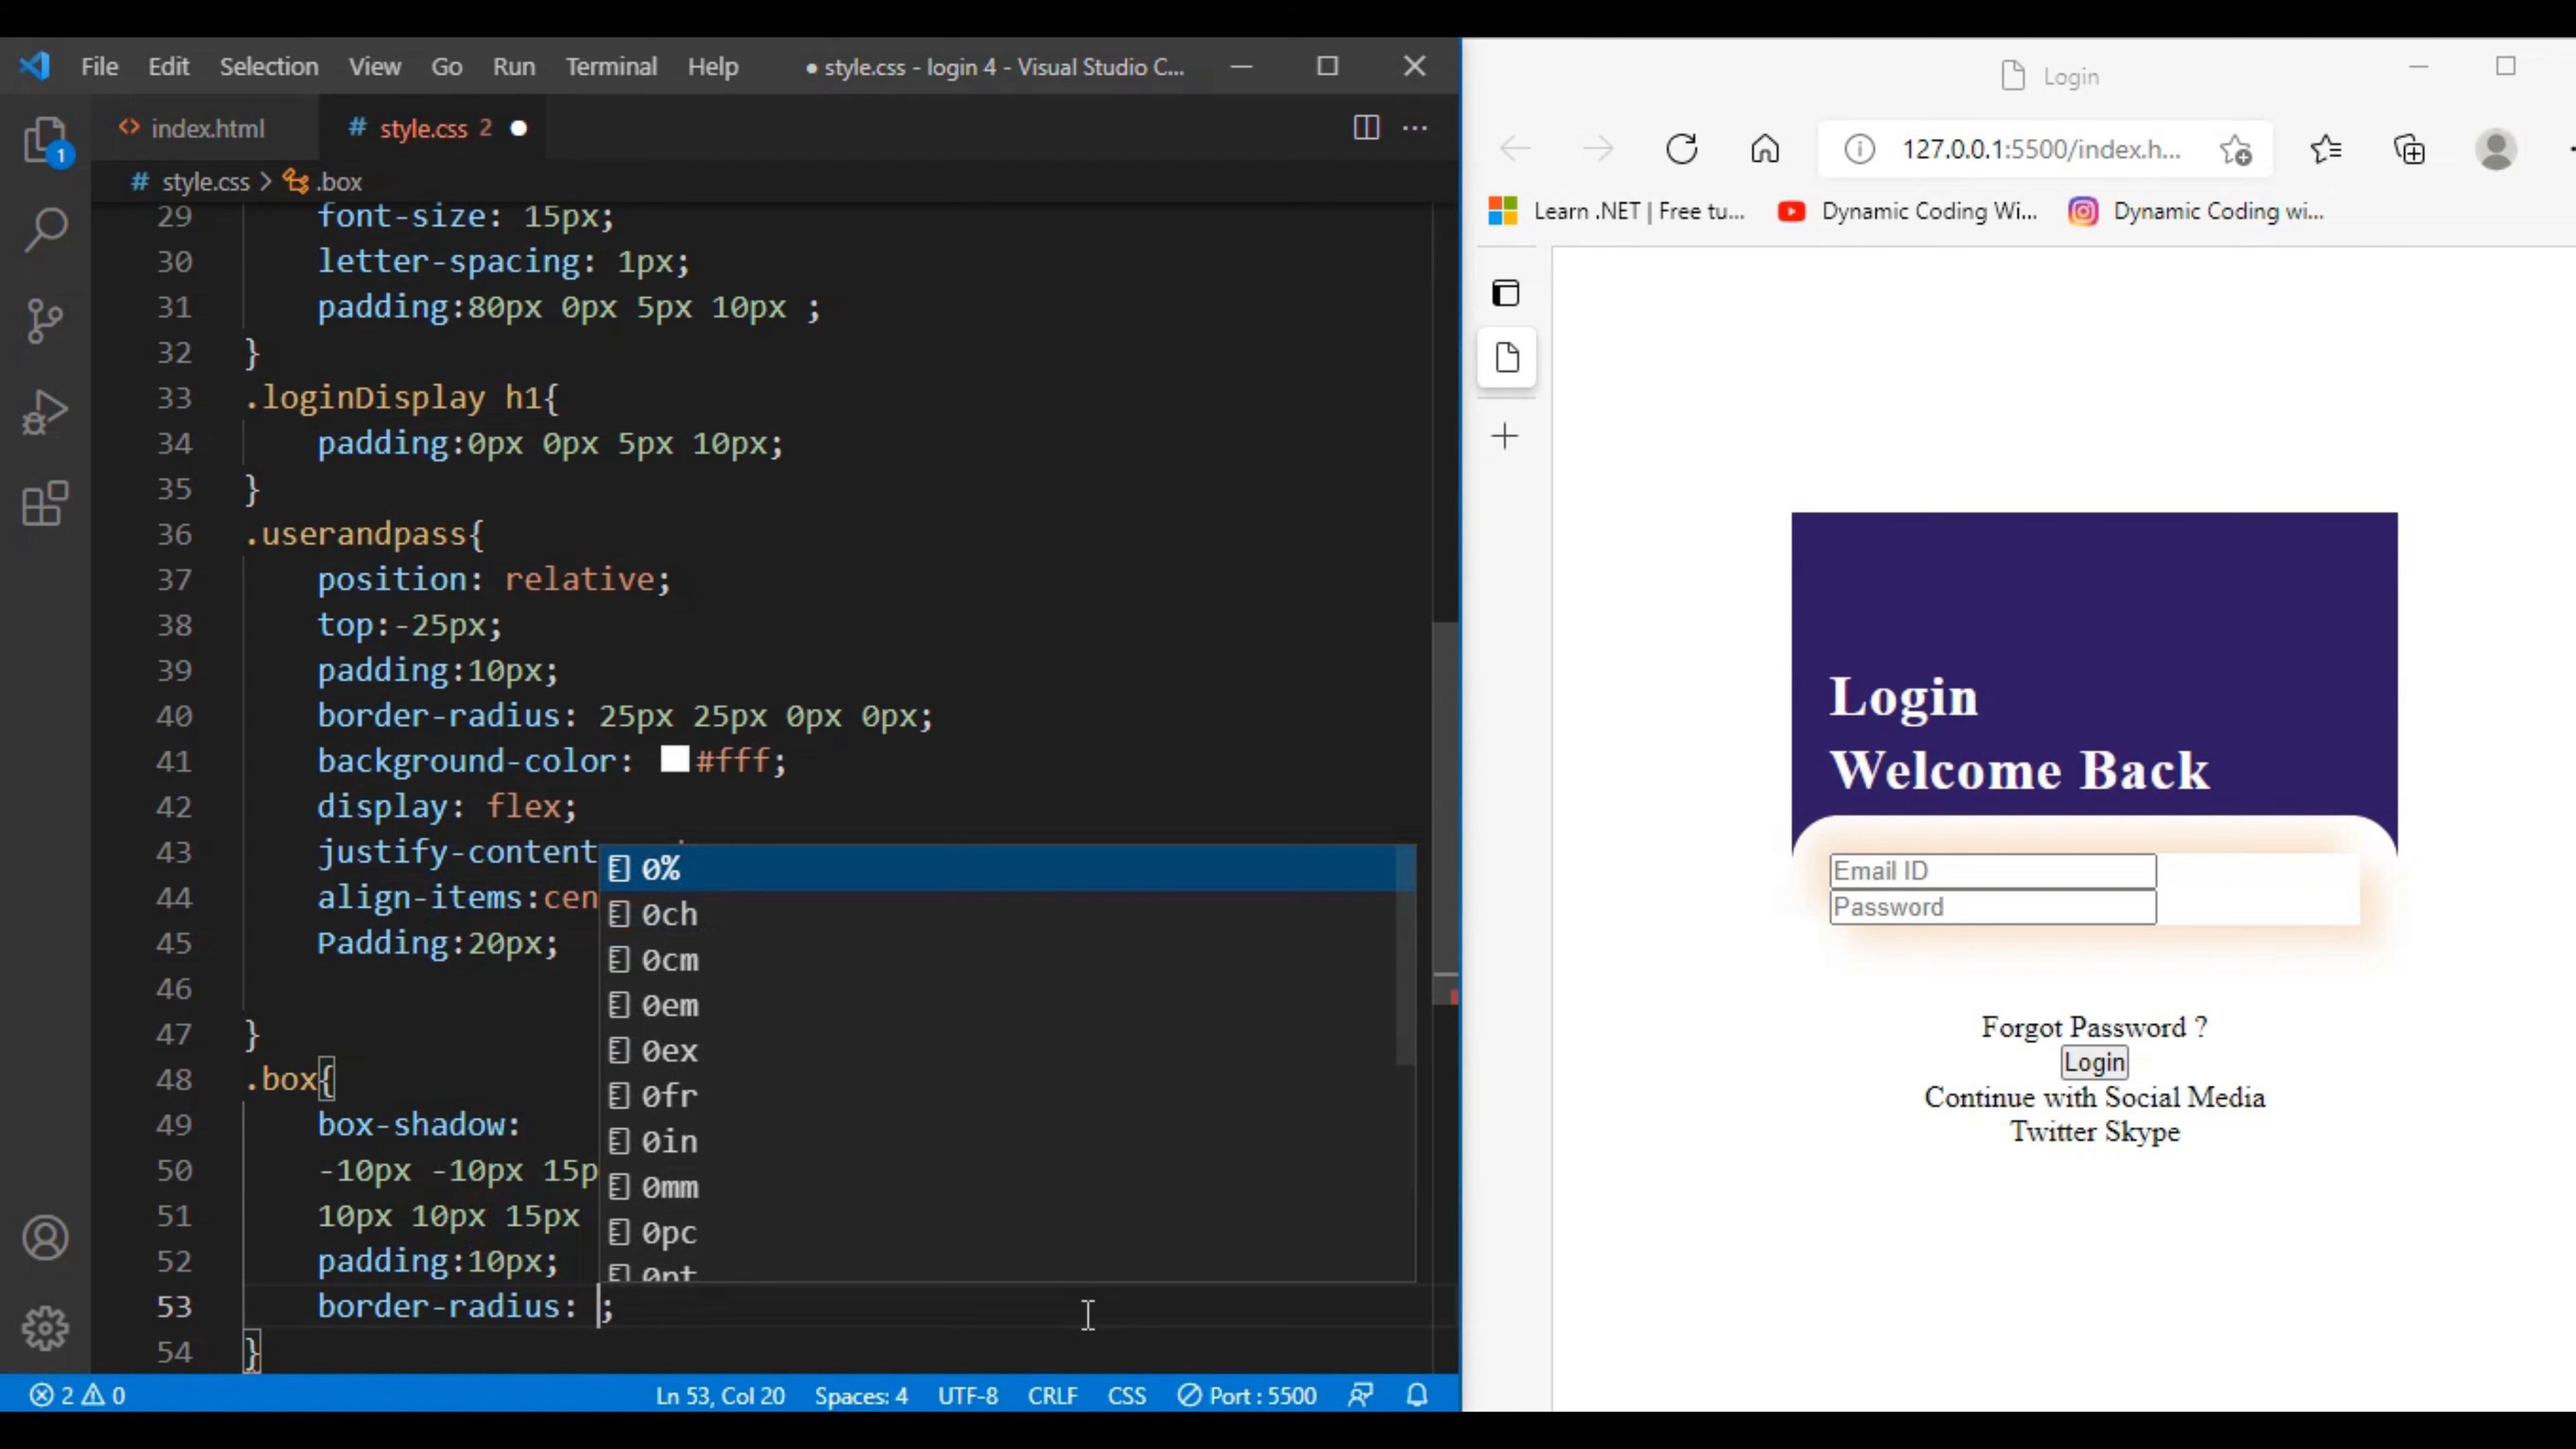 File Edit Selection View Go Run Terminal Help ● style.css - login 4 - Visual Studio C...
index.html # style.css 2
1
# style.css > .box
29 font-size: 15px;
30 letter-spacing: 1px;
31 padding:80px 0px 5px 10px ;
32 }
33 .loginDisplay h1{
34 padding:0px 0px 5px 10px;
35 }
36 .userandpass{
37 position: relative;
38 top:-25px;
39 padding:10px;
40 border-radius: 25px 25px 0px 0px;
41 background-color: #fff;
42 display: flex;
43 justify-content
44 align-items:cen
45 Padding:20px;
46
47 }
48 .box{
49 box-shadow:
50 -10px -10px 15p
51 10px 10px 15px
52 padding:10px;
53 border-radius: ;
54 }
0%
0ch
0cm
0em
0ex
0fr
0in
0mm
0pc
0pt
2 0 Ln 53, Col 20 Spaces: 4 UTF-8 CRLF CSS Port : 5500
Login
127.0.0.1:5500/index.h...
Learn .NET | Free tu... Dynamic Coding Wi... Dynamic Coding wi...
Login
Welcome Back
Email ID
Password
Forgot Password ?
Login
Continue with Social Media
Twitter Skype